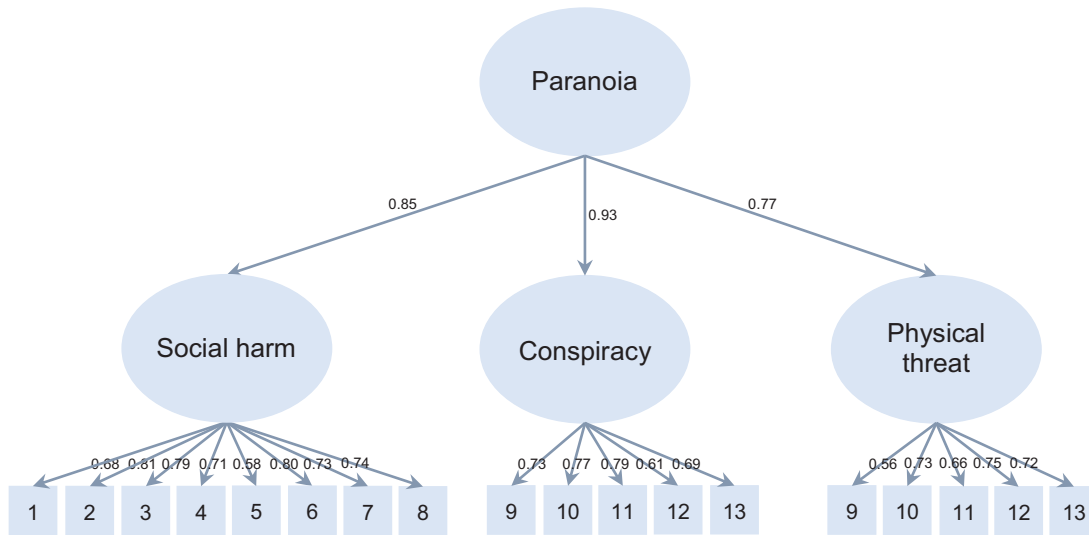 Paranoia
0.85 0.93 0.77
Social harm Conspiracy Physical
threat
0.68 0.81 0.79 0.71 0.58 0.80 0.73 0.74 0.73 0.77 0.79 0.61 0.69 0.56 0.73 0.66 0.75 0.72
1 2 3 4 5 6 7 8 9 10 11 12 13 9 10 11 12 13